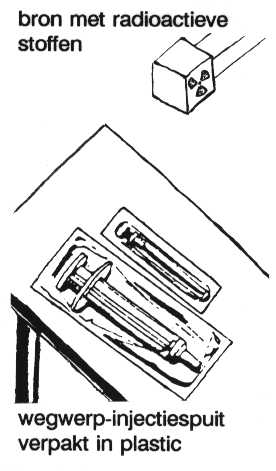 bron met radioactieve
stoffen
wegwerp-injectiespuit
verpakt in plastic